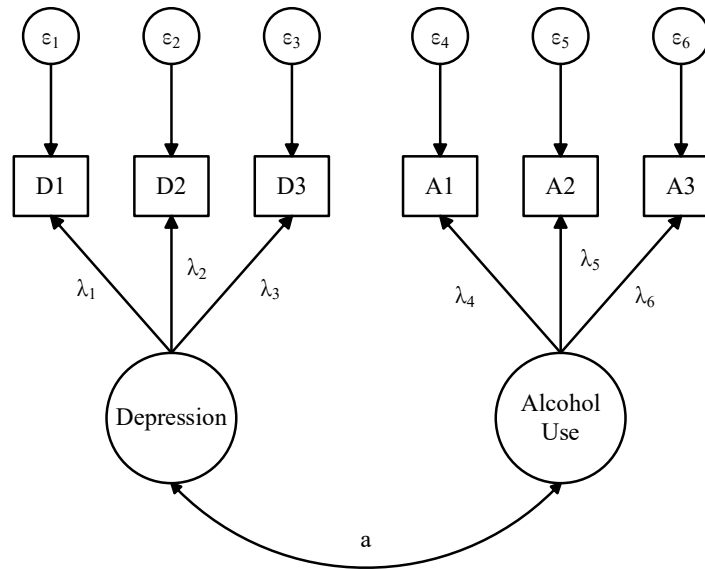 ε₁ ε₂ ε₃ ε₄ ε₅ ε₆
D1 D2 D3 A1 A2 A3
λ₁ λ₂ λ₃ λ₄ λ₅ λ₆
Depression
Alcohol
Use
a